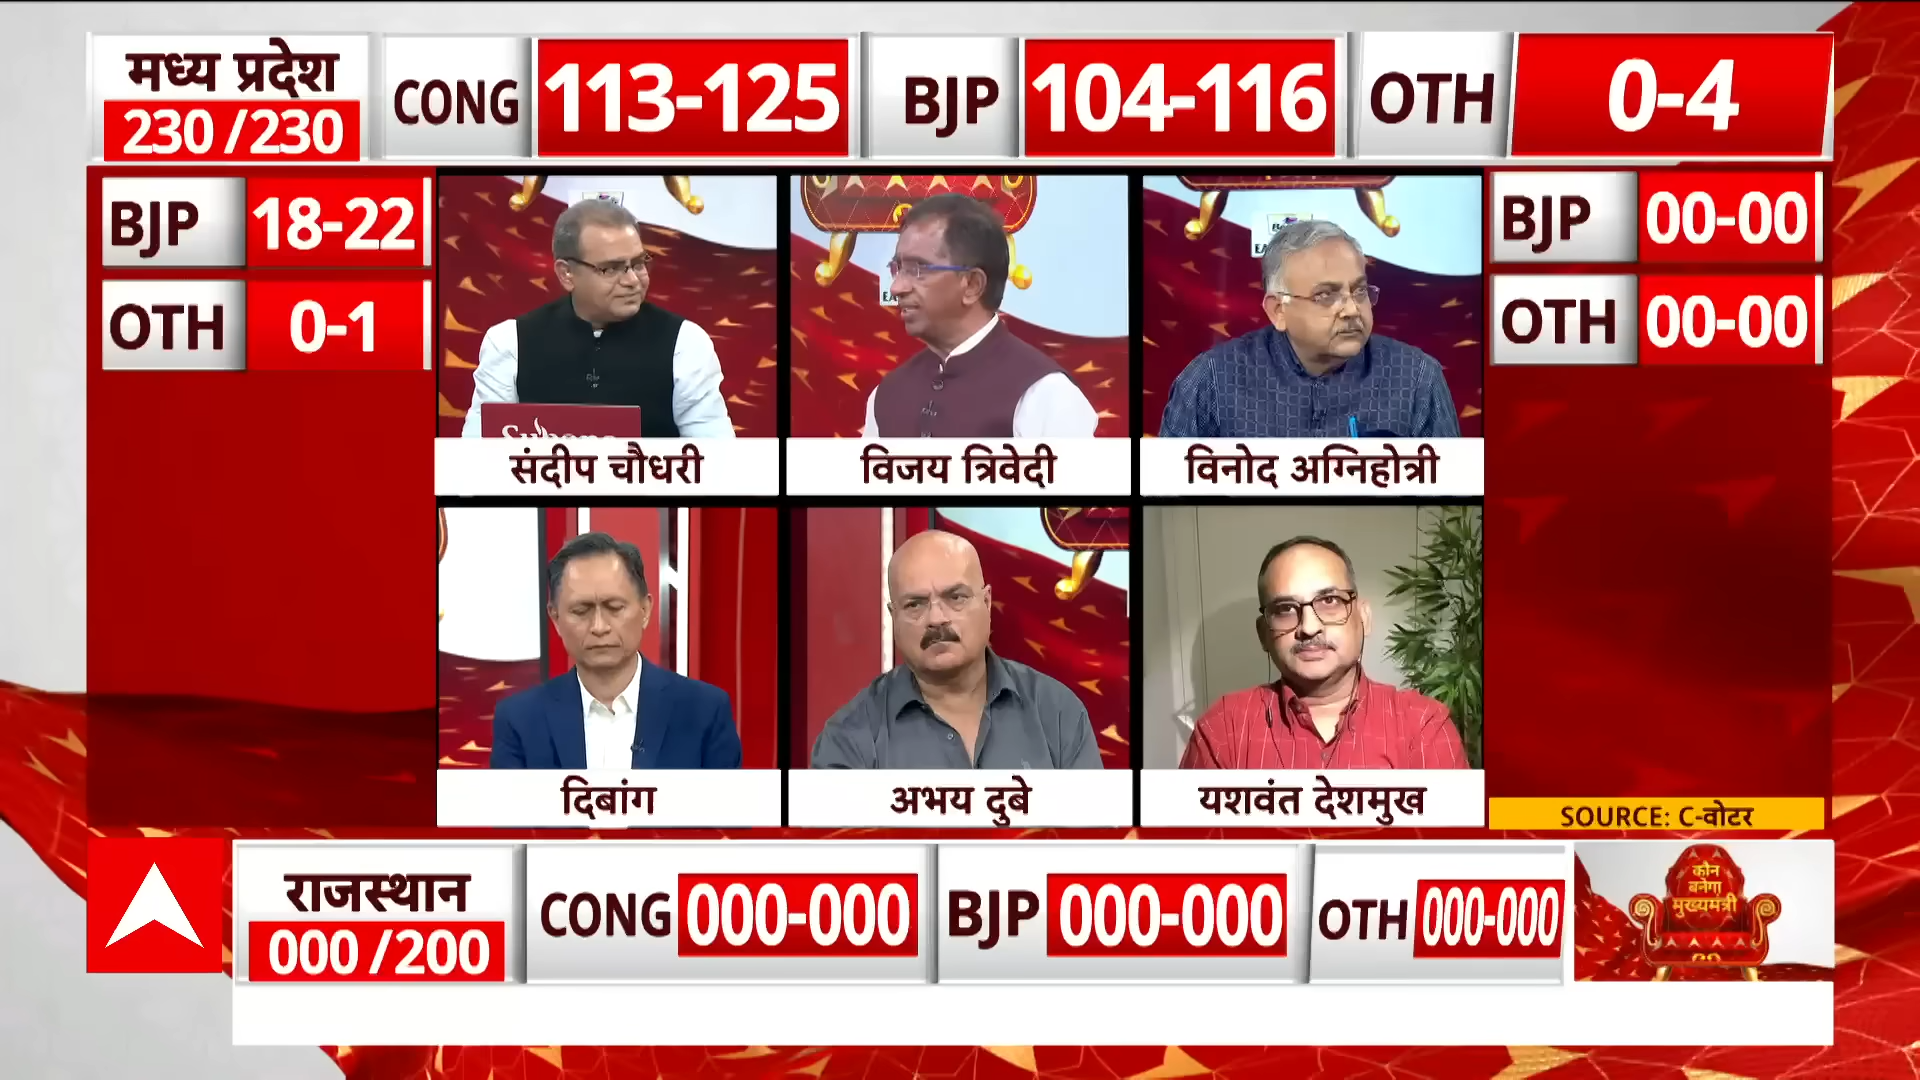 मध्य प्रदेश
230 /230
CONG 113-125
BJP 104-116
OTH 0-4
BJP 18-22
OTH 0-1
BJP 00-00
OTH 00-00
संदीप चौधरी
विजय त्रिवेदी
विनोद अग्निहोत्री
दिबांग
अभय दुबे
यशवंत देशमुख
SOURCE: C-वोटर
राजस्थान
000 /200
CONG 000-000
BJP 000-000
OTH 000-000
कौन
बनेगा
मुख्यमंत्री